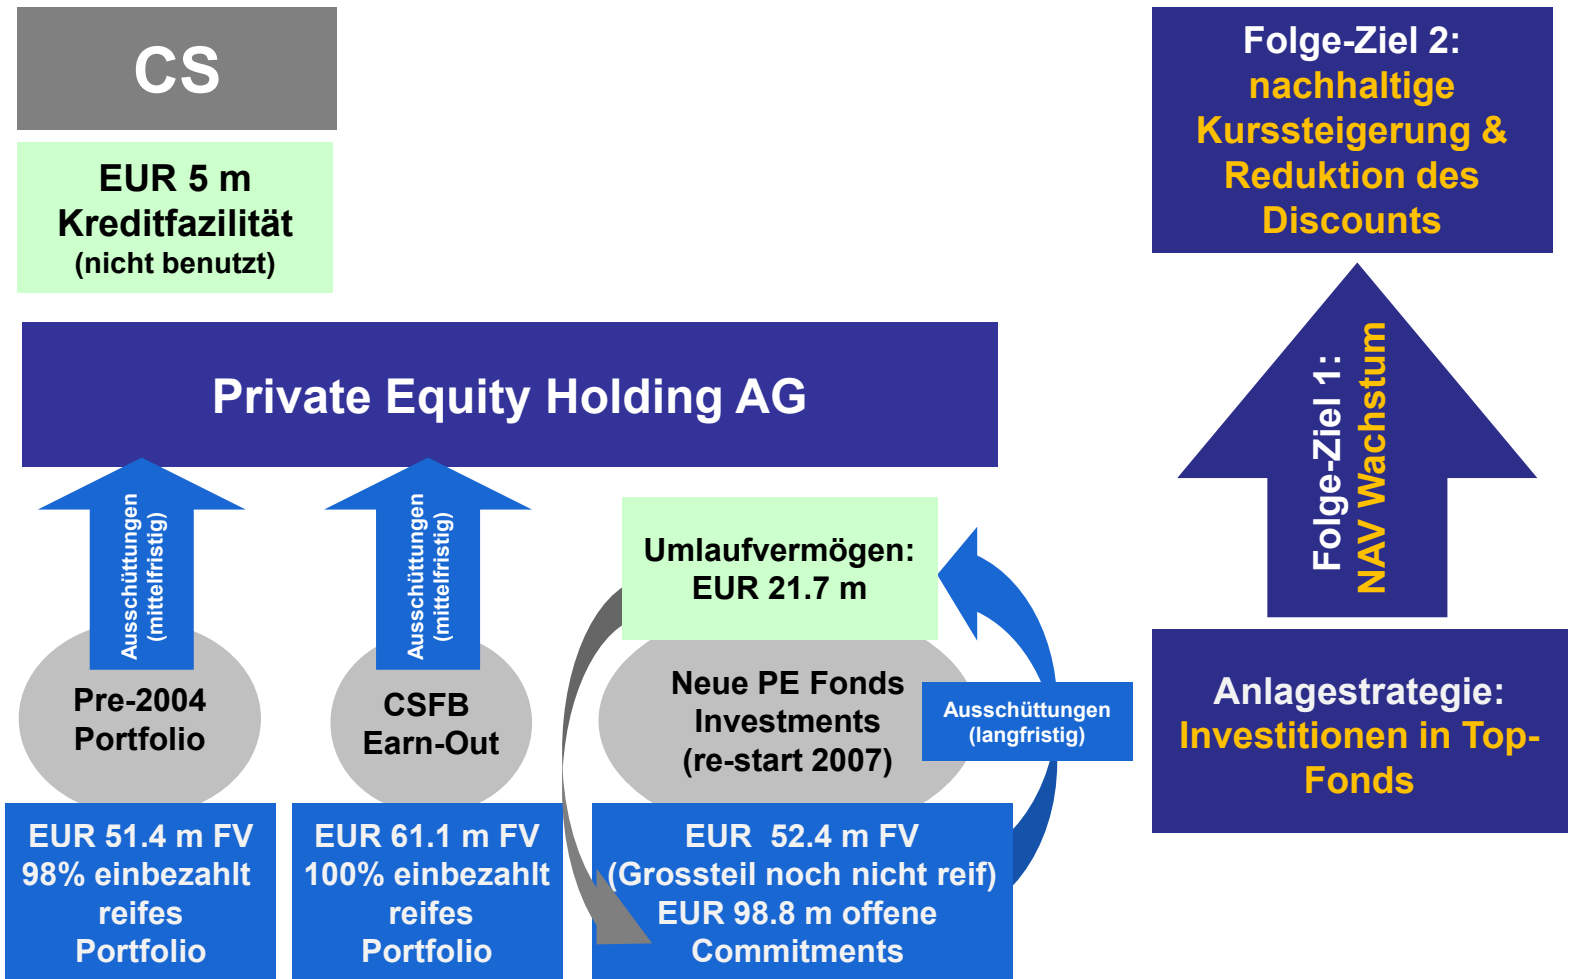 CS
EUR 5 m
Kreditfazilität
(nicht benutzt)
Private Equity Holding AG
Ausschüttungen
(mittelfristig)
Pre-2004
Portfolio
EUR 51.4 m FV
98% einbezahlt
reifes
Portfolio
Ausschüttungen
(mittelfristig)
CSFB
Earn-Out
EUR 61.1 m FV
100% einbezahlt
reifes
Portfolio
Umlaufvermögen:
EUR 21.7 m
Neue PE Fonds
Investments
(re-start 2007)
Ausschüttungen
(langfristig)
EUR  52.4 m FV
(Grossteil noch nicht reif)
EUR 98.8 m offene
Commitments
Folge-Ziel 2:
nachhaltige
Kurssteigerung &
Reduktion des
Discounts
Folge-Ziel 1:
NAV Wachstum
Anlagestrategie:
Investitionen in Top-
Fonds